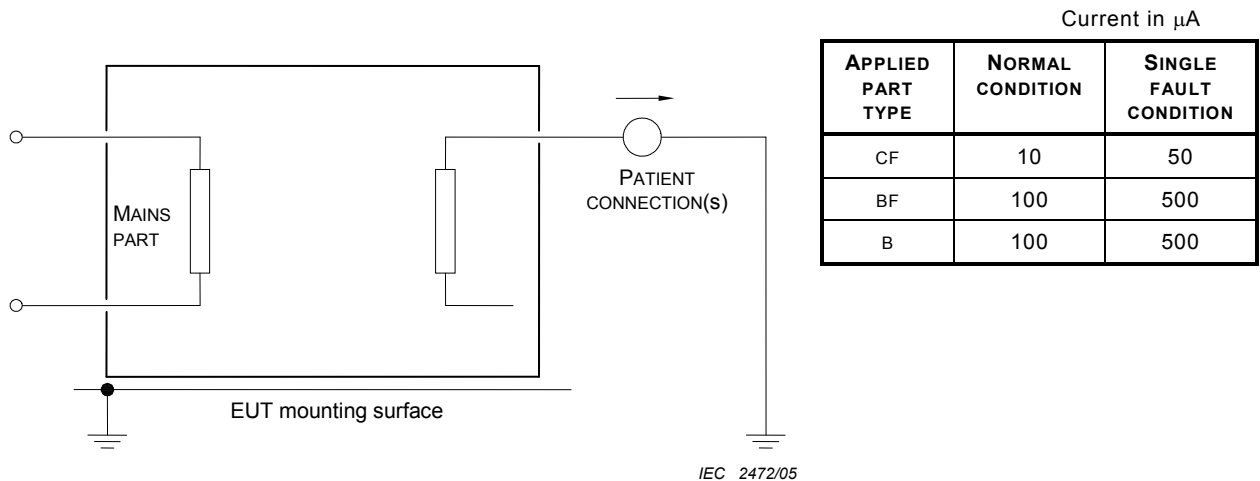 MAINS
PART
PATIENT
CONNECTION(s)
EUT mounting surface
IEC 2472/05
Current in μA
APPLIED
PART
TYPE
NORMAL
CONDITION
SINGLE
FAULT
CONDITION
CF 10 50
BF 100 500
B 100 500